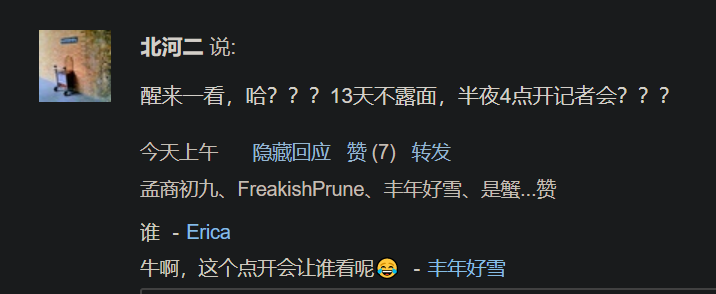 北河二 说:
醒来一看，哈？？？13天不露面，半夜4点开记者会？？？
今天上午 隐藏回应 赞 (7) 转发
孟商初九、FreakishPrune、丰年好雪、是蟹...赞
谁 - Erica
牛啊，这个点开会让谁看呢😂 - 丰年好雪